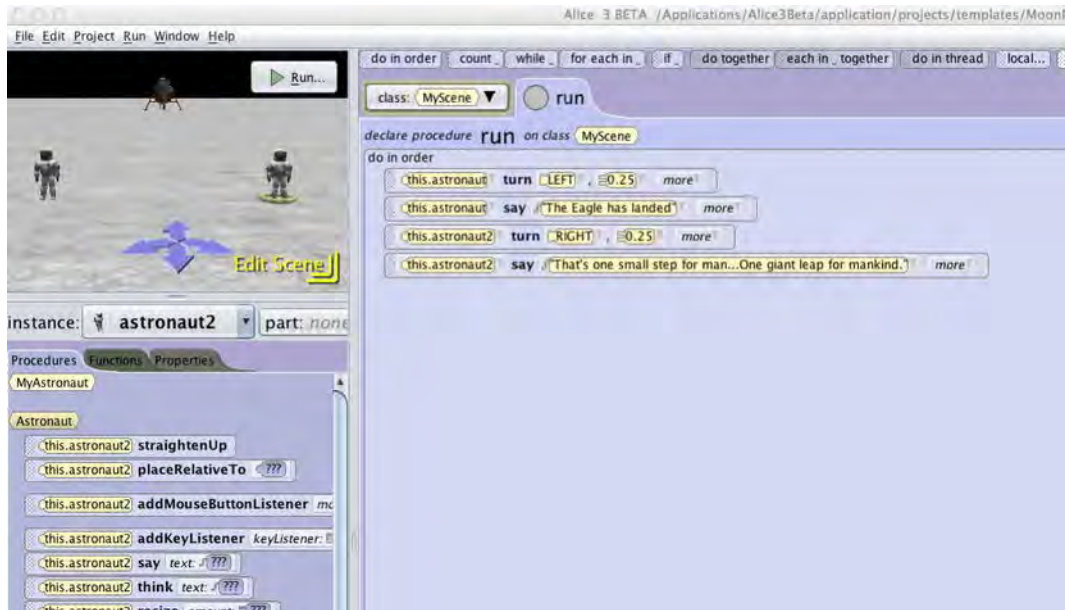 Alice 3 BETA /Applications/Alice3Beta/application/projects/templates/Moon
File Edit Project Run Window Help
do in order count _ while _ for each in _ if _ do together each in _ together do in thread local...
Run...
class: MyScene run
declare procedure run on class MyScene
do in order
this.astronaut turn LEFT , 0.25 more
this.astronaut say "The Eagle has landed" more
this.astronaut2 turn RIGHT , 0.25 more
this.astronaut2 say "That's one small step for man...One giant leap for mankind." more
Edit Scene
instance: astronaut2 part: none
Procedures Functions Properties
MyAstronaut
Astronaut
this.astronaut2 straightenUp
this.astronaut2 placeRelativeTo ???
this.astronaut2 addMouseButtonListener
this.astronaut2 addKeyListener keyListener:
this.astronaut2 say text: ???
this.astronaut2 think text: ???
this.astronaut2 resize amount: ???